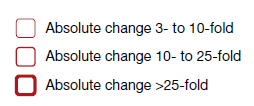 Absolute change 3- to 10-fold
Absolute change 10- to 25-fold
Absolute change >25-fold